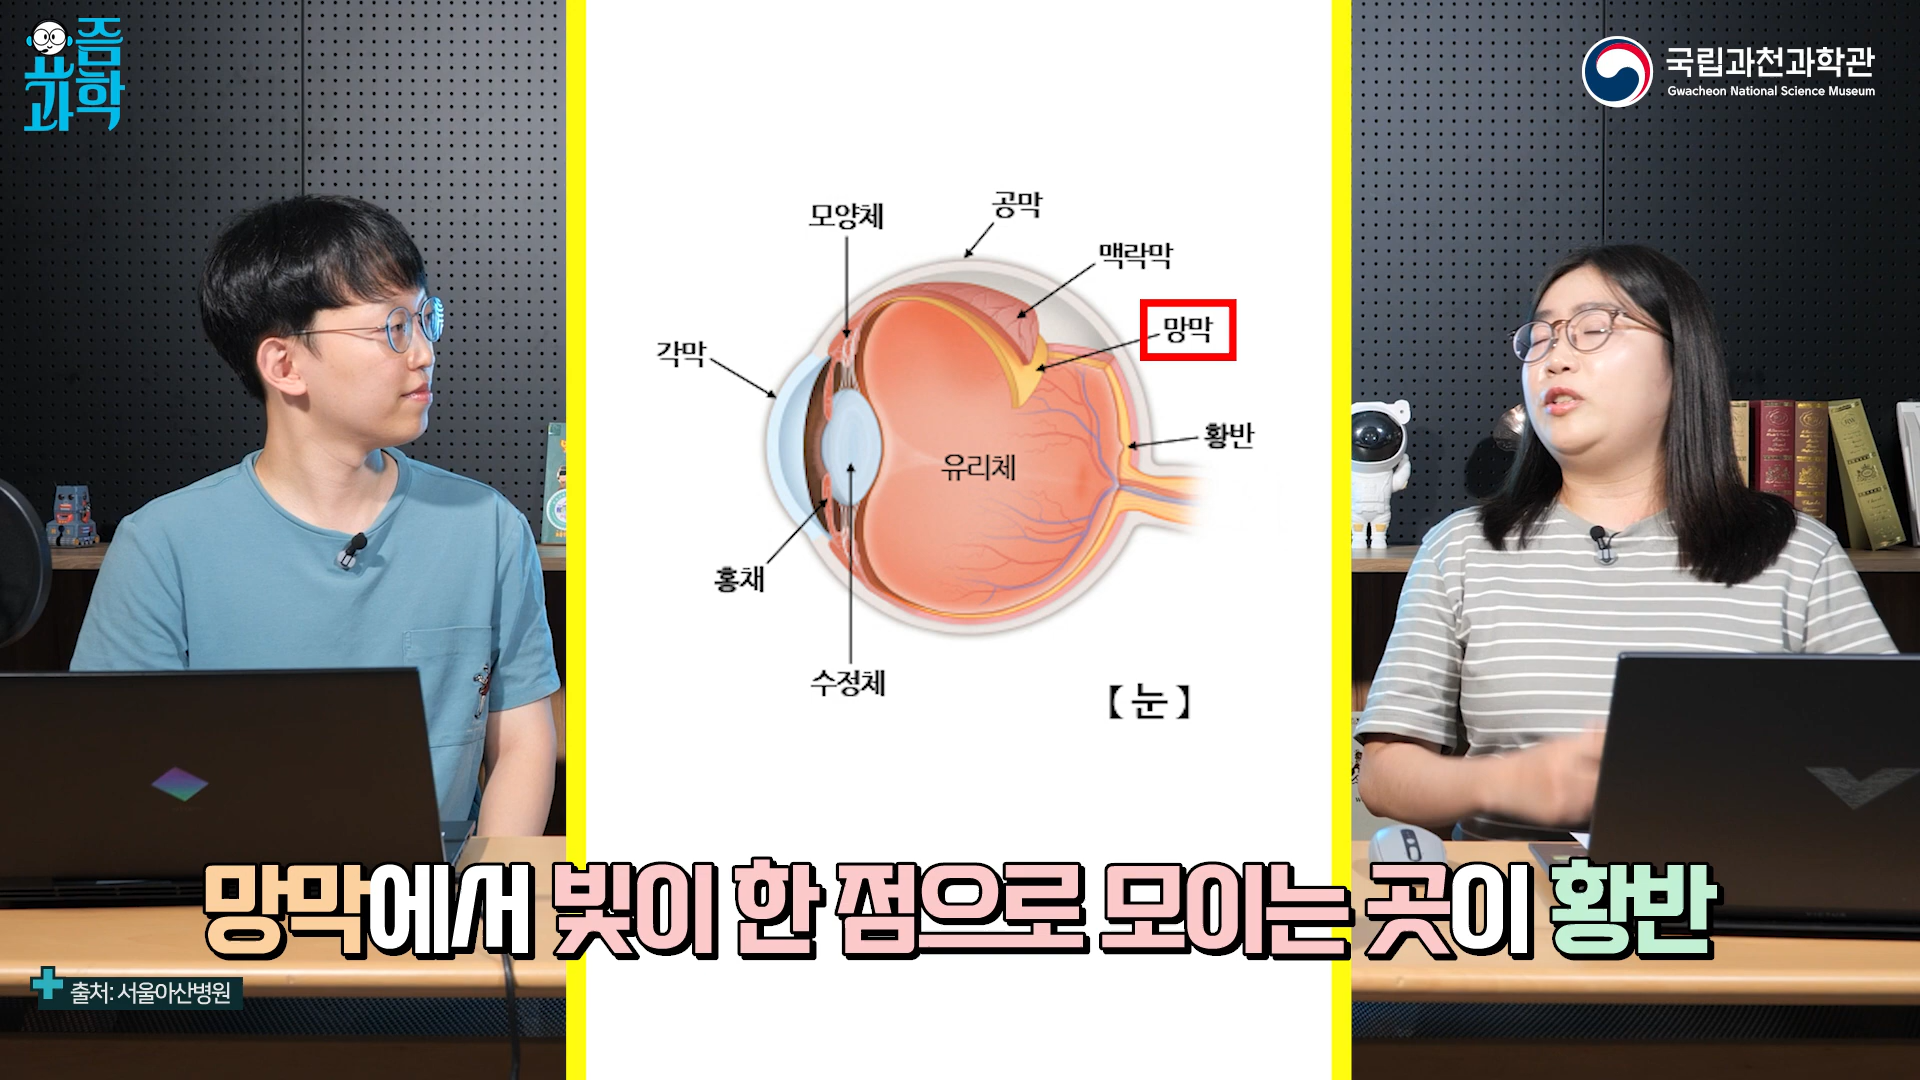 요즘과학
국립과천과학관
Gwacheon National Science Museum
모양체
공막
맥락막
망막
각막
황반
유리체
홍채
수정체
【눈】
망막에서 빛이 한 점으로 모이는 곳이 황반
출처: 서울아산병원